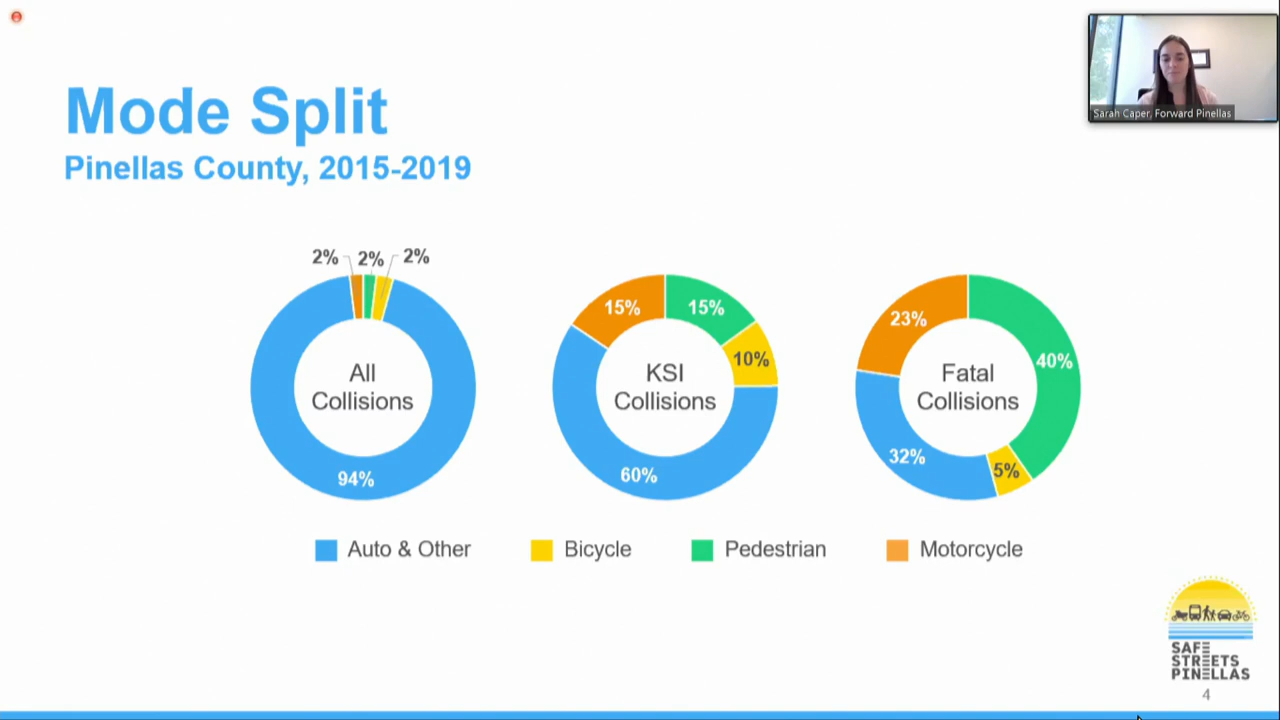 Mode Split
Pinellas County, 2015-2019
Sarah Caper, Forward Pinellas
2% 2% 2%
94%
All
Collisions
15% 15%
10%
60%
KSI
Collisions
23%
40%
32%
5%
Fatal
Collisions
Auto & Other
Bicycle
Pedestrian
Motorcycle
SAFE
STREETS
PINELLAS
4